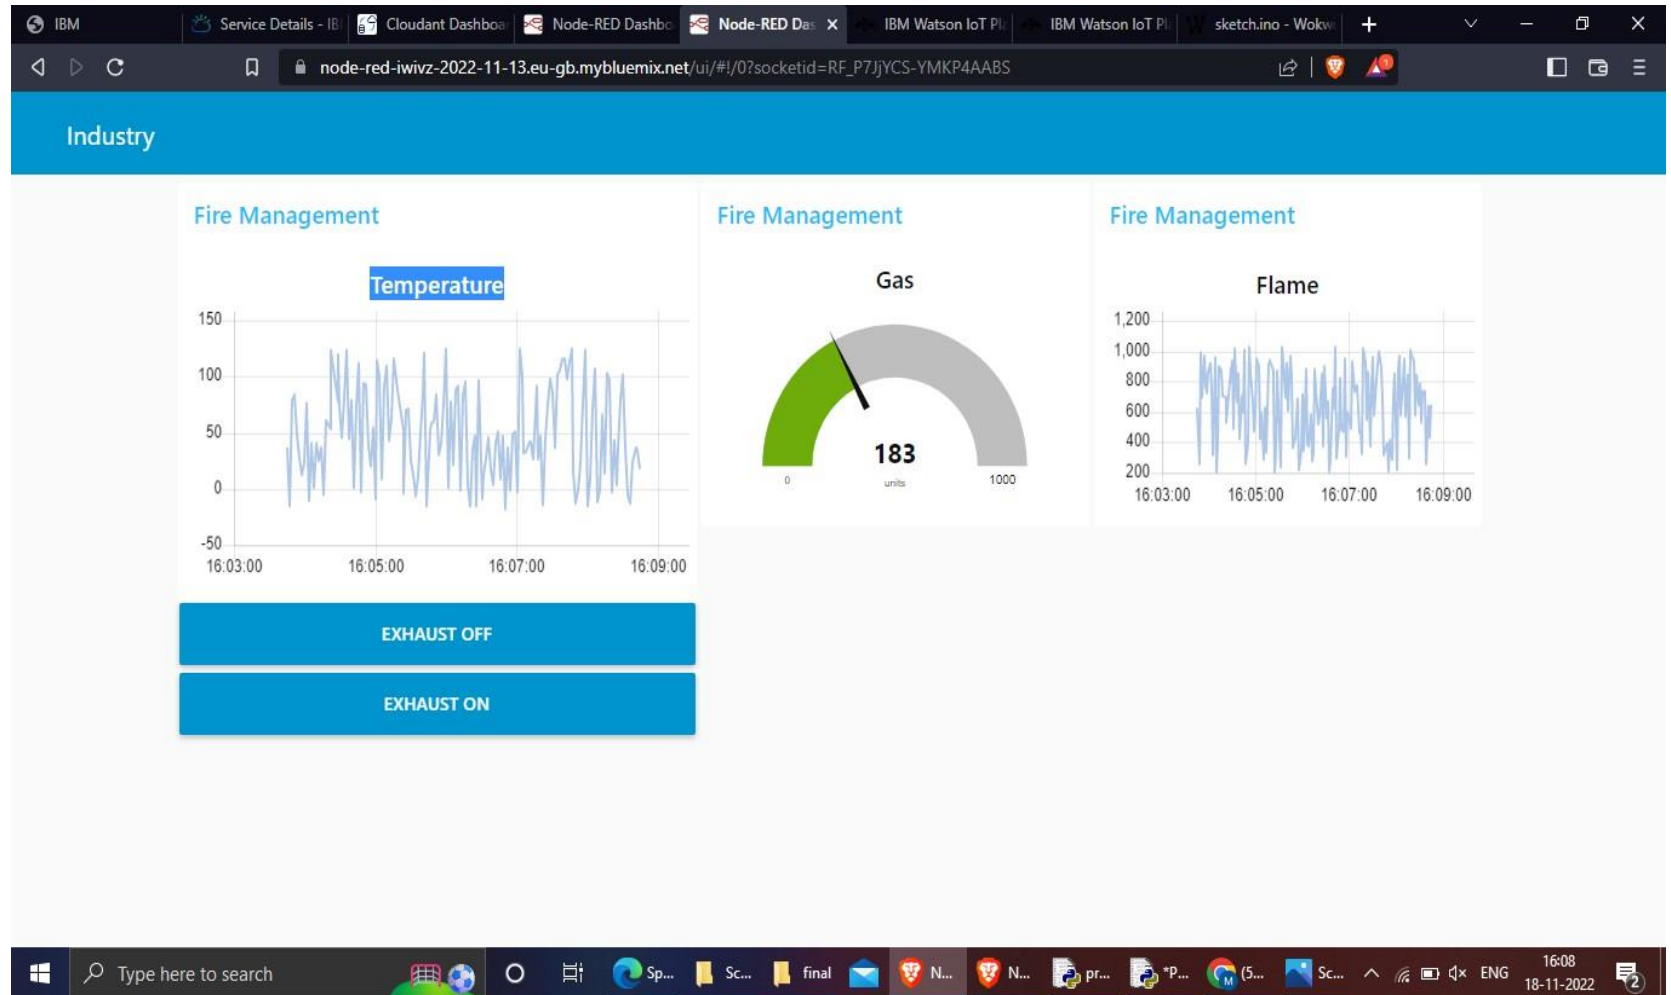 IBM
Service Details - IB
Cloudant Dashboa
Node-RED Dashbo
Node-RED Das
IBM Watson IoT Pl
IBM Watson IoT Pl
sketch.ino - Wokw
node-red-iwivz-2022-11-13.eu-gb.mybluemix.net/ui/#!/0?socketid=RF_P7JjYCS-YMKP4AABS
Industry
Fire Management
Temperature
150
100
50
0
-50
16:03:00 16:05:00 16:07:00 16:09:00
EXHAUST OFF
EXHAUST ON
Fire Management
Gas
183
units
0
1000
Fire Management
Flame
1,200
1,000
800
600
400
200
16:03:00 16:05:00 16:07:00 16:09:00
Type here to search
Sp...
Sc...
final
N...
N...
pr...
*P...
(5...
Sc...
ENG
16:08
18-11-2022
2